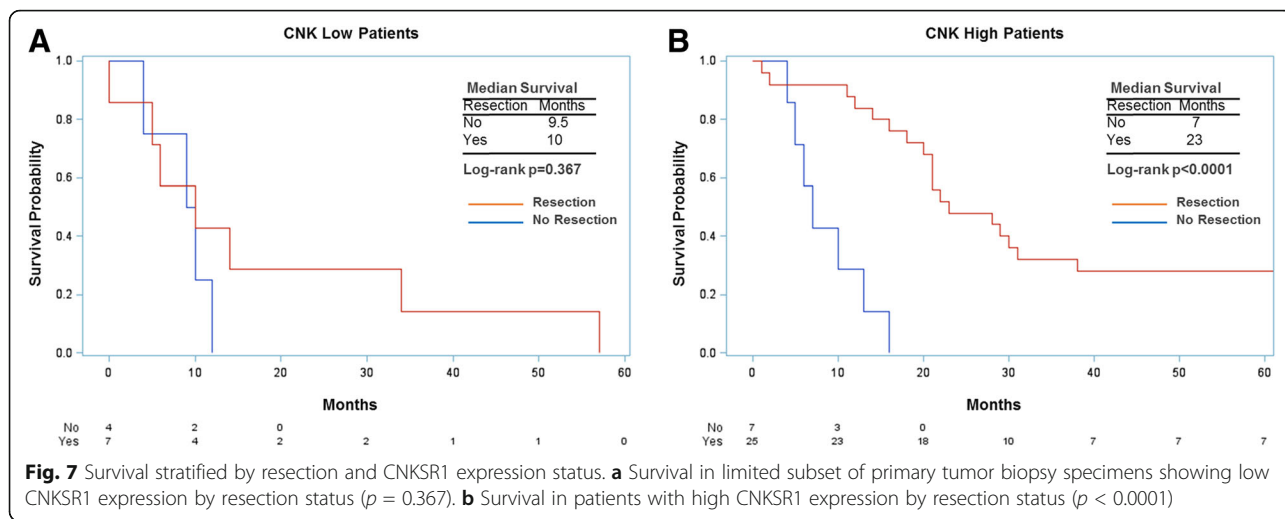 A
CNK Low Patients
Survival Probability
1.0
0.8
0.6
0.4
0.2
0.0
Median Survival
Resection Months
No 9.5
Yes 10
Log-rank p=0.367
Resection
No Resection
0 10 20 30 40 50 60
Months
No 4 2 0
Yes 7 4 2 2 1 1 0
B
CNK High Patients
Survival Probability
1.0
0.8
0.6
0.4
0.2
0.0
Median Survival
Resection Months
No 7
Yes 23
Log-rank p<0.0001
Resection
No Resection
0 10 20 30 40 50 60
Months
No 7 3 0
Yes 25 23 18 10 7 7 7
Fig. 7 Survival stratified by resection and CNKSR1 expression status. a Survival in limited subset of primary tumor biopsy specimens showing low
CNKSR1 expression by resection status (p = 0.367). b Survival in patients with high CNKSR1 expression by resection status (p < 0.0001)